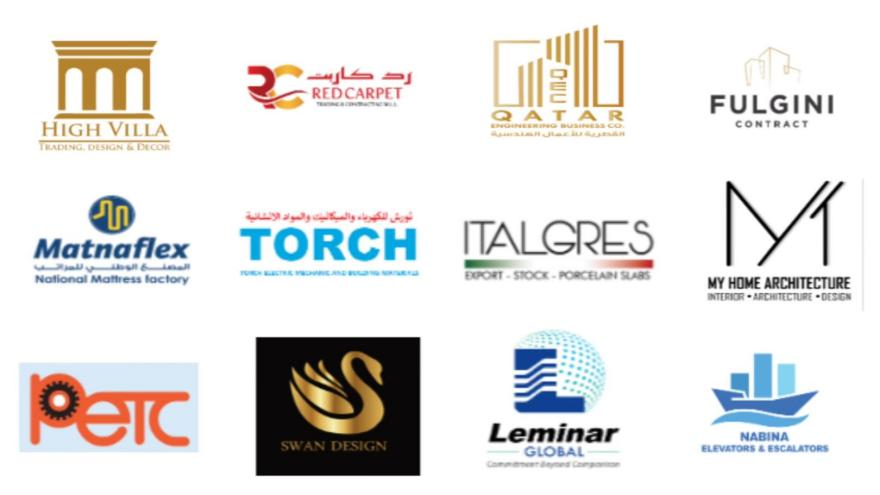 HIGH VILLA
TRADING, DESIGN & DECOR
RC
رد كاربت
RED CARPET
TRADING & CONTRACTING W.L.L.
QEC
QATAR
ENGINEERING BUSINESS CO.
القطرية للأعمال الهندسية
FULGINI
CONTRACT
Matnaflex
المصنع الوطني للمراتب
National Mattress factory
تورش للكهرباء والميكانيك والمواد الانشائية
TORCH
TORCH ELECTRIC MECHANIC AND BUILDING MATERIALS
ITALGRES
EXPORT - STOCK - PORCELAIN SLABS
MY HOME ARCHITECTURE
INTERIOR • ARCHITECTURE • DESIGN
PETC
SWAN DESIGN
Leminar
GLOBAL
Commitment Beyond Competition
NABINA
ELEVATORS & ESCALATORS